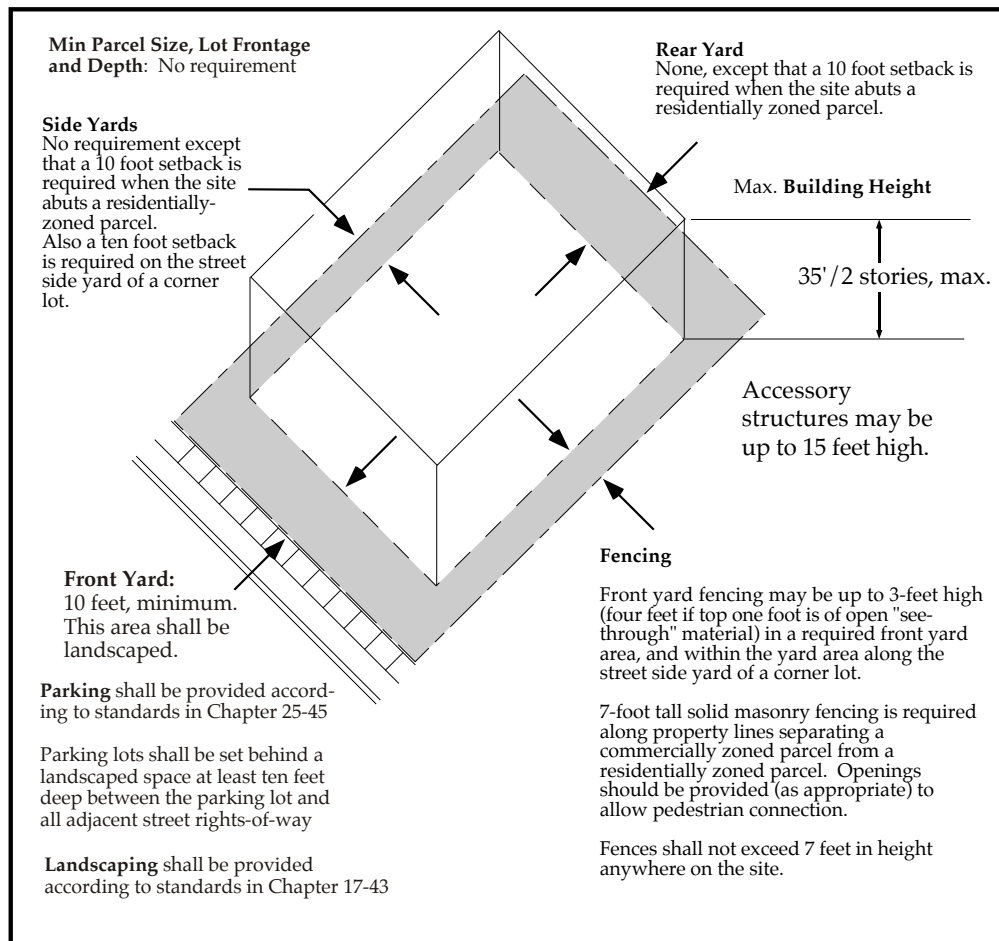 Min Parcel Size, Lot Frontage
and Depth:  No requirement
Rear Yard
None, except that a 10 foot setback is
required when the site abuts a
residentially zoned parcel.
Side Yards
No requirement except
that a 10 foot setback is
required when the site
abuts a residentially-
zoned parcel.
Also a ten foot setback
is required on the street
side yard of a corner
lot.
Max. Building Height
35'/2 stories, max.
Accessory
structures may be
up to 15 feet high.
Front Yard:
10 feet, minimum.
This area shall be
landscaped.
Parking shall be provided accord-
ing to standards in Chapter 25-45
Parking lots shall be set behind a
landscaped space at least ten feet
deep between the parking lot and
all adjacent street rights-of-way
Landscaping shall be provided
according to standards in Chapter 17-43
Fencing
Front yard fencing may be up to 3-feet high
(four feet if top one foot is of open "see-
through" material) in a required front yard
area, and within the yard area along the
street side yard of a corner lot.
7-foot tall solid masonry fencing is required
along property lines separating a
commercially zoned parcel from a
residentially zoned parcel.  Openings
should be provided (as appropriate) to
allow pedestrian connection.
Fences shall not exceed 7 feet in height
anywhere on the site.